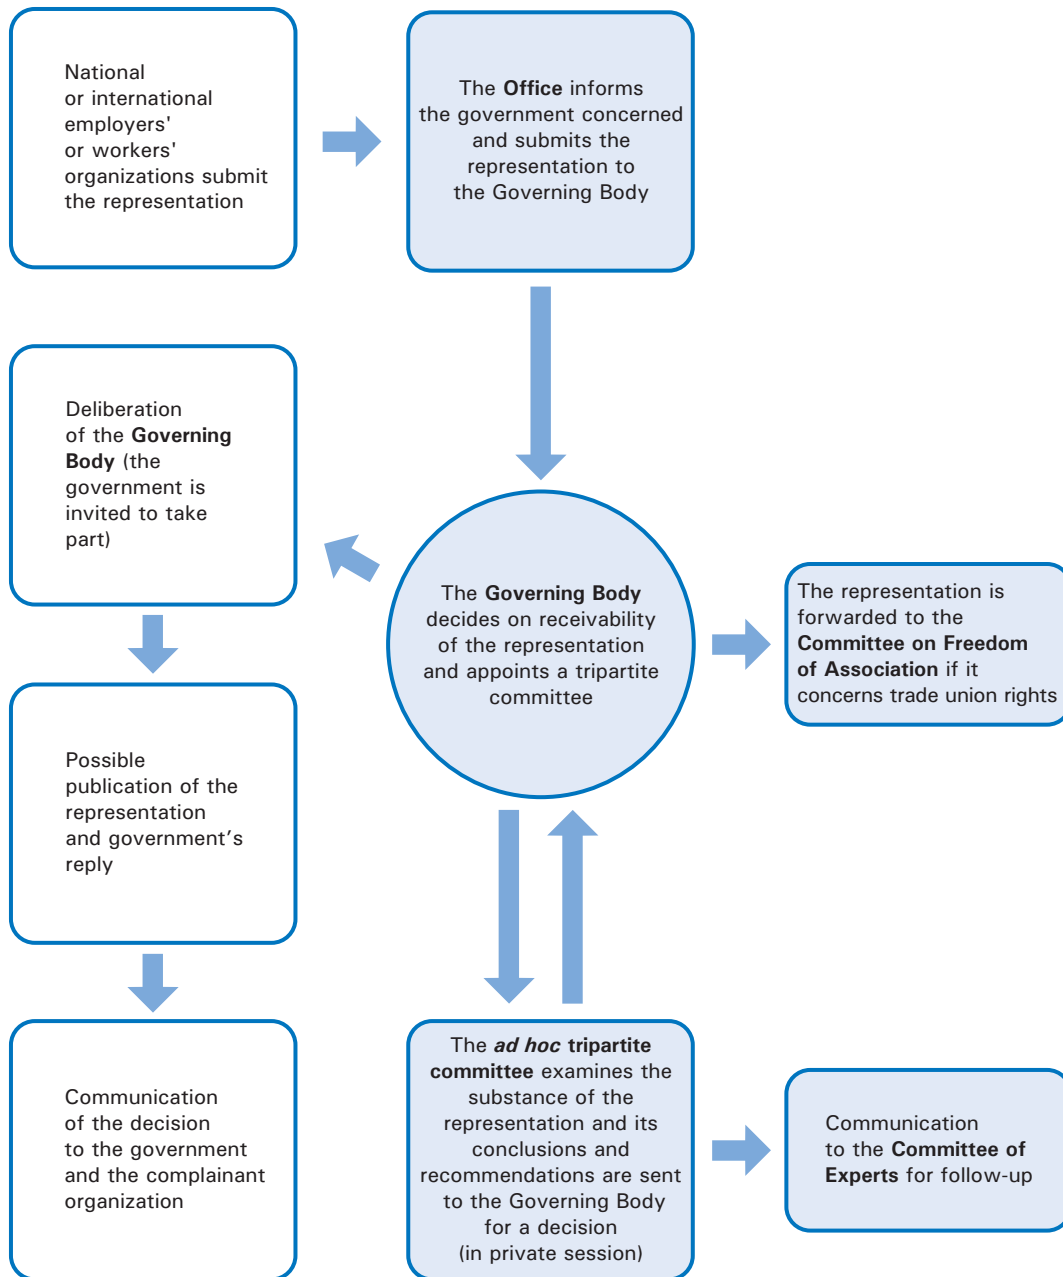 National
or international
employers'
or workers'
organizations submit
the representation
The Office informs
the government concerned
and submits the
representation to
the Governing Body
Deliberation
of the Governing
Body (the
government is
invited to take
part)
The Governing Body
decides on receivability
of the representation
and appoints a tripartite
committee
The representation is
forwarded to the
Committee on Freedom
of Association if it
concerns trade union rights
Possible
publication of the
representation
and government’s
reply
Communication
of the decision
to the government
and the complainant
organization
The ad hoc tripartite
committee examines the
substance of the
representation and its
conclusions and
recommendations are sent
to the Governing Body
for a decision
(in private session)
Communication
to the Committee of
Experts for follow-up